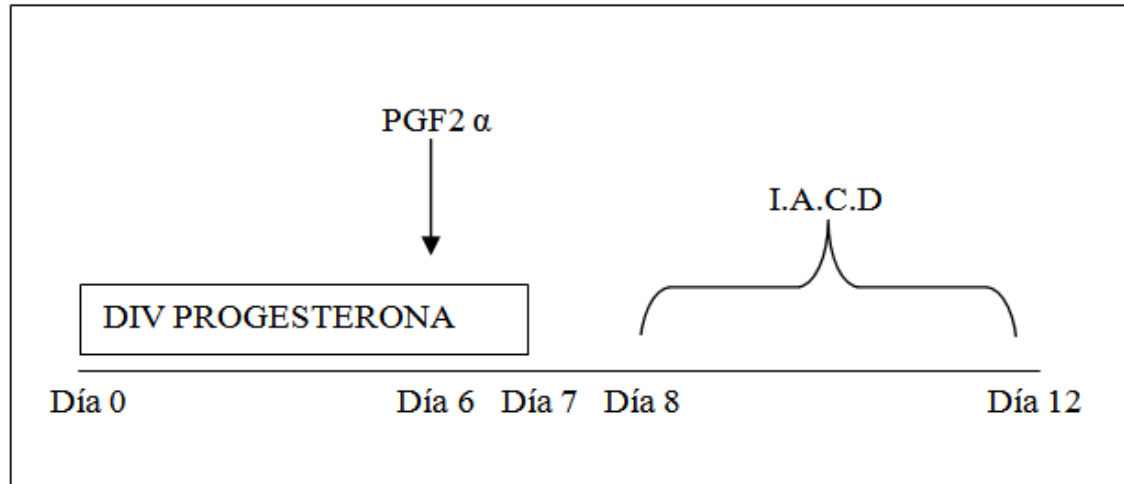 PGF2 α
I.A.C.D
DIV PROGESTERONA
Día 0 Día 6 Día 7 Día 8 Día 12